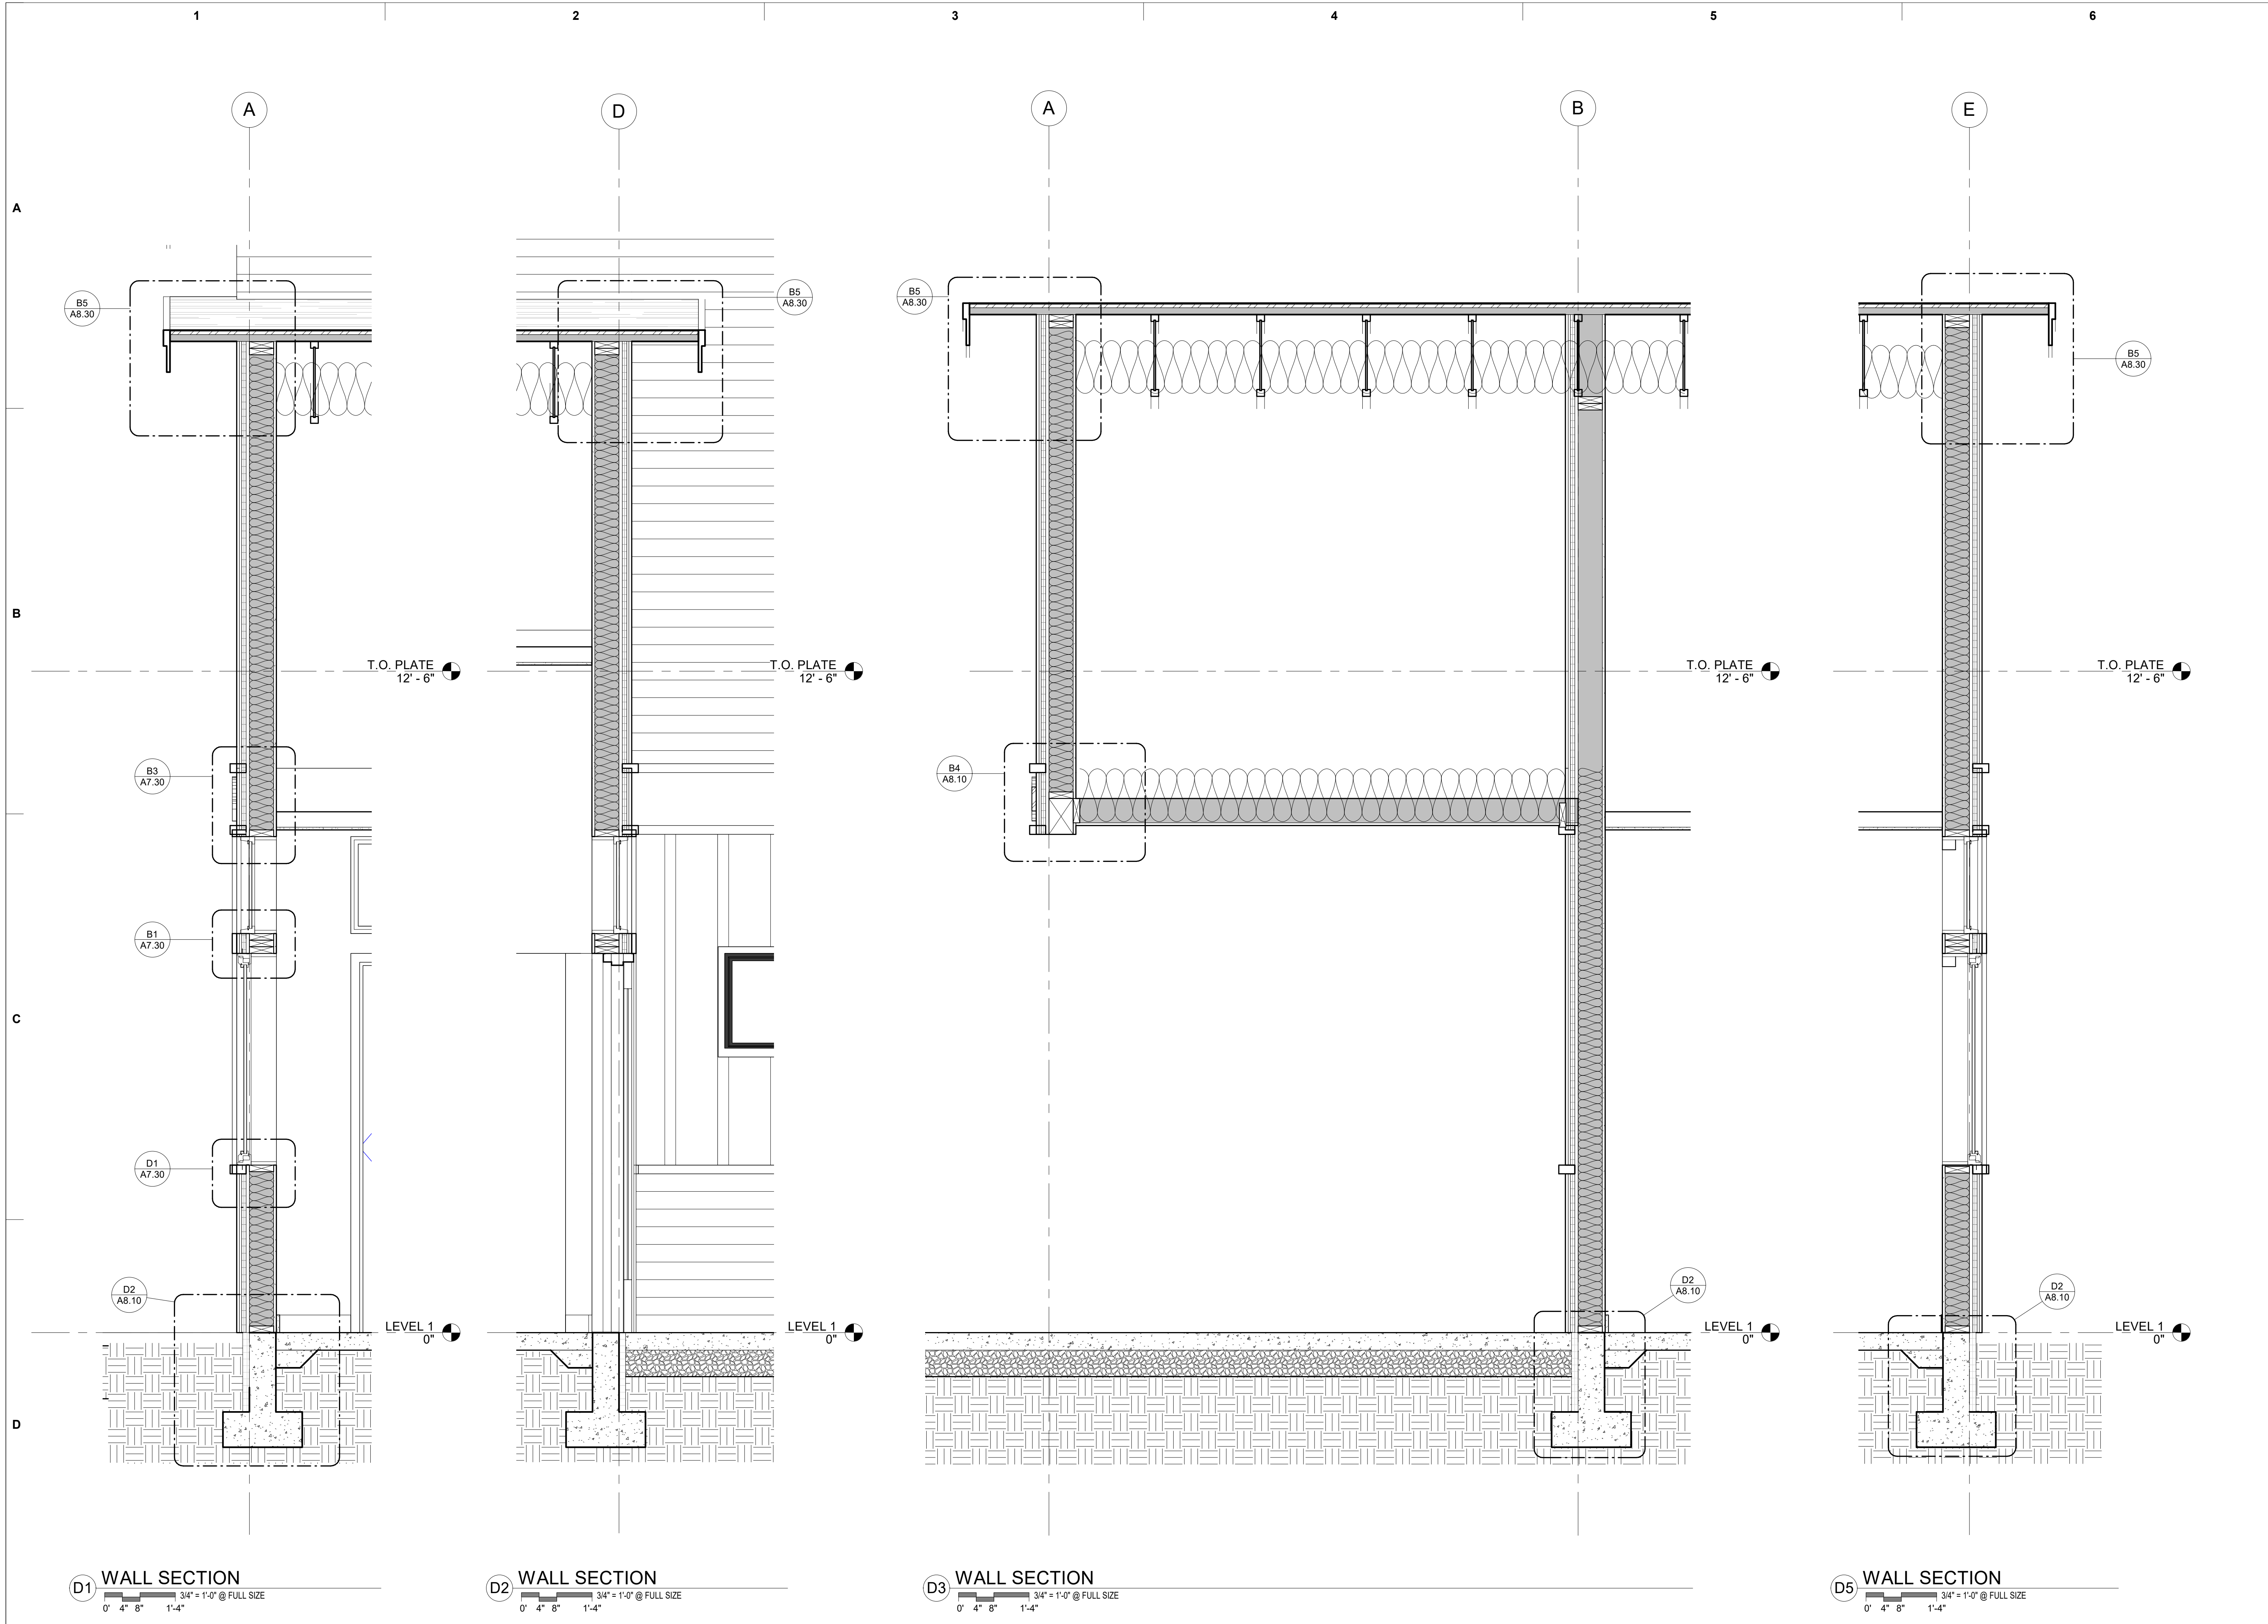 1
2
3
4
5
6
A
B
C
D
A
D
A
B
E
B5
A8.30
B3
A7.30
B1
A7.30
D1
A7.30
D2
A8.10
T.O. PLATE
12' - 6"
LEVEL 1
0"
D1
WALL SECTION
3/4" = 1'-0" @ FULL SIZE
0' 4" 8" 1'-4"
B5
A8.30
T.O. PLATE
12' - 6"
LEVEL 1
0"
D2
WALL SECTION
3/4" = 1'-0" @ FULL SIZE
0' 4" 8" 1'-4"
B5
A8.30
B4
A8.10
D2
A8.10
T.O. PLATE
12' - 6"
LEVEL 1
0"
D3
WALL SECTION
3/4" = 1'-0" @ FULL SIZE
0' 4" 8" 1'-4"
B5
A8.30
T.O. PLATE
12' - 6"
D2
A8.10
LEVEL 1
0"
D5
WALL SECTION
3/4" = 1'-0" @ FULL SIZE
0' 4" 8" 1'-4"